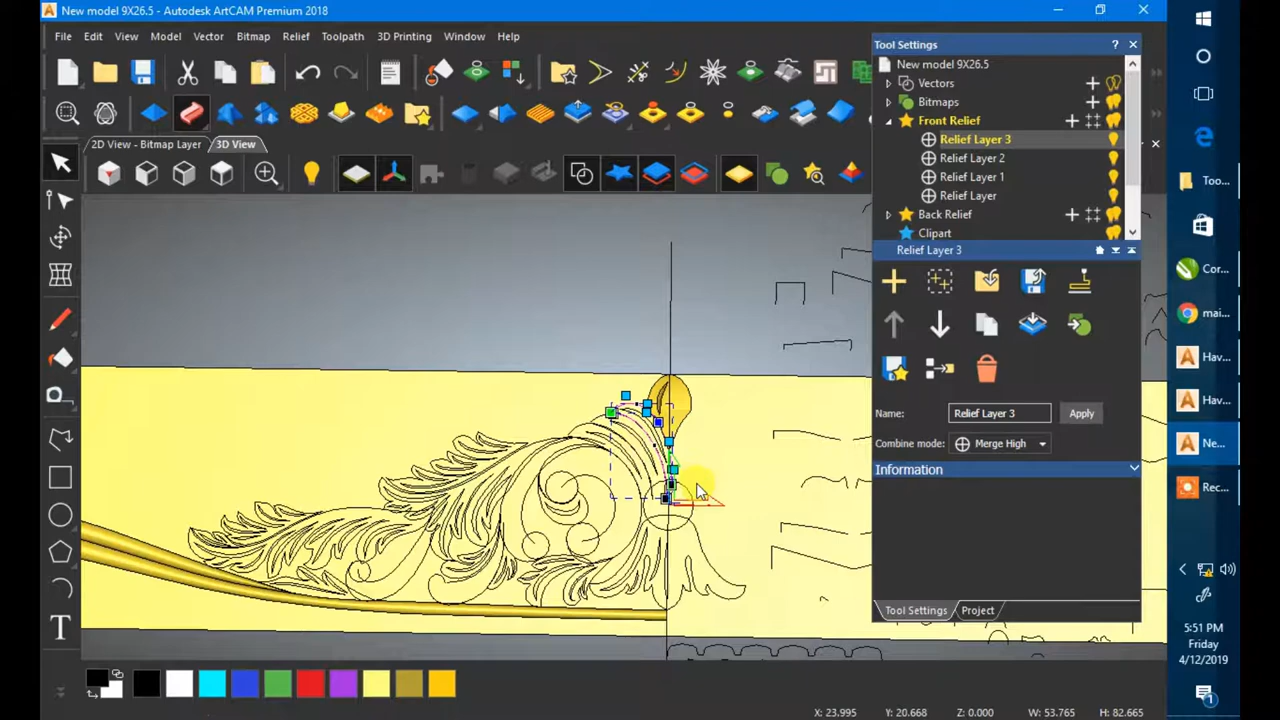 New model 9X26.5 - Autodesk ArtCAM Premium 2018
File Edit View Model Vector Bitmap Relief Toolpath 3D Printing Window Help
Tool Settings
?
New model 9X26.5
Vectors
Bitmaps
Front Relief
Relief Layer 3
Relief Layer 2
Relief Layer 1
Relief Layer
Back Relief
Clipart
2D View - Bitmap Layer
3D View
Relief Layer 3
Name: Relief Layer 3 Apply
Combine mode: Merge High
Information
Tool Settings Project
T
X: 23.995 Y: 20.668 Z: 0.000 W: 53.765 H: 82.665
Too...
Cor...
mai...
Hav...
Hav...
Ne...
Rec...
5:51 PM
Friday
4/12/2019
1